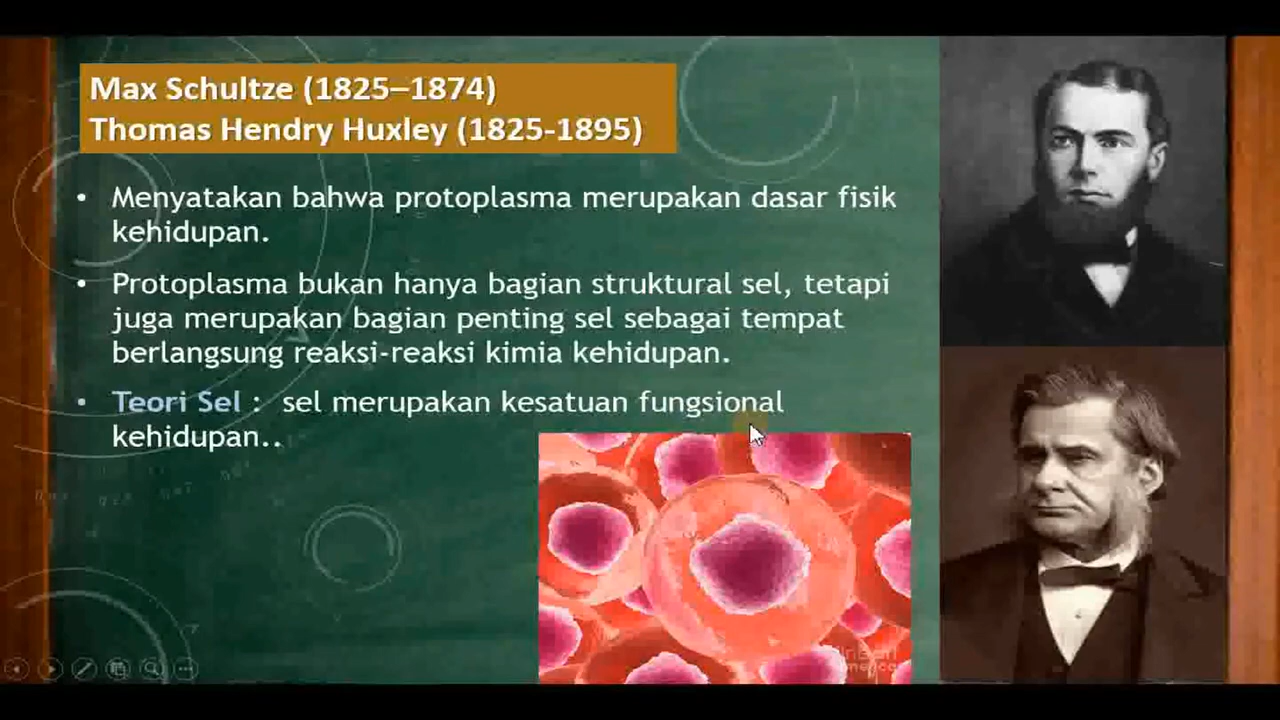 Max Schultze (1825–1874)
Thomas Hendry Huxley (1825-1895)
• Menyatakan bahwa protoplasma merupakan dasar fisik
kehidupan.
• Protoplasma bukan hanya bagian struktural sel, tetapi
juga merupakan bagian penting sel sebagai tempat
berlangsung reaksi-reaksi kimia kehidupan.
• Teori Sel : sel merupakan kesatuan fungsional
kehidupan..